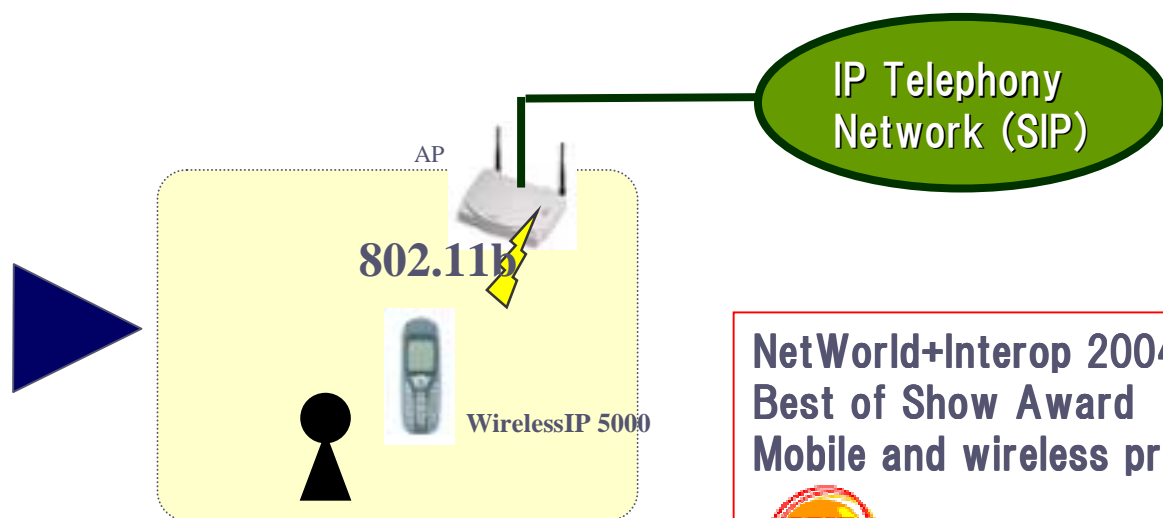 IP Telephony
Network (SIP)
AP
802.11b
WirelessIP 5000
NetWorld+Interop 2004
Best of Show Award
Mobile and wireless pr